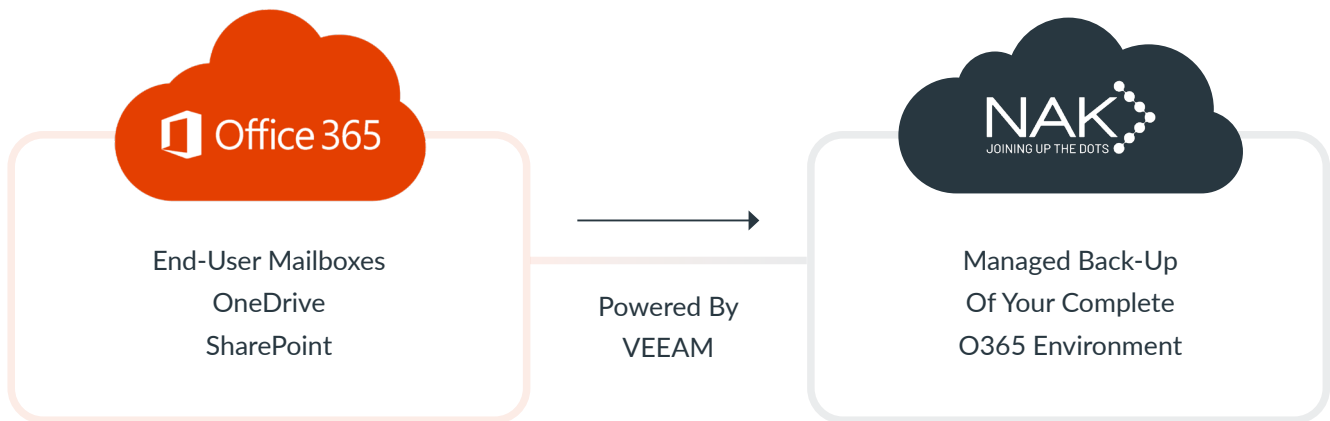 Office 365
End-User Mailboxes
OneDrive
SharePoint
Powered By
VEEAM
NAK
JOINING UP THE DOTS
Managed Back-Up
Of Your Complete
O365 Environment